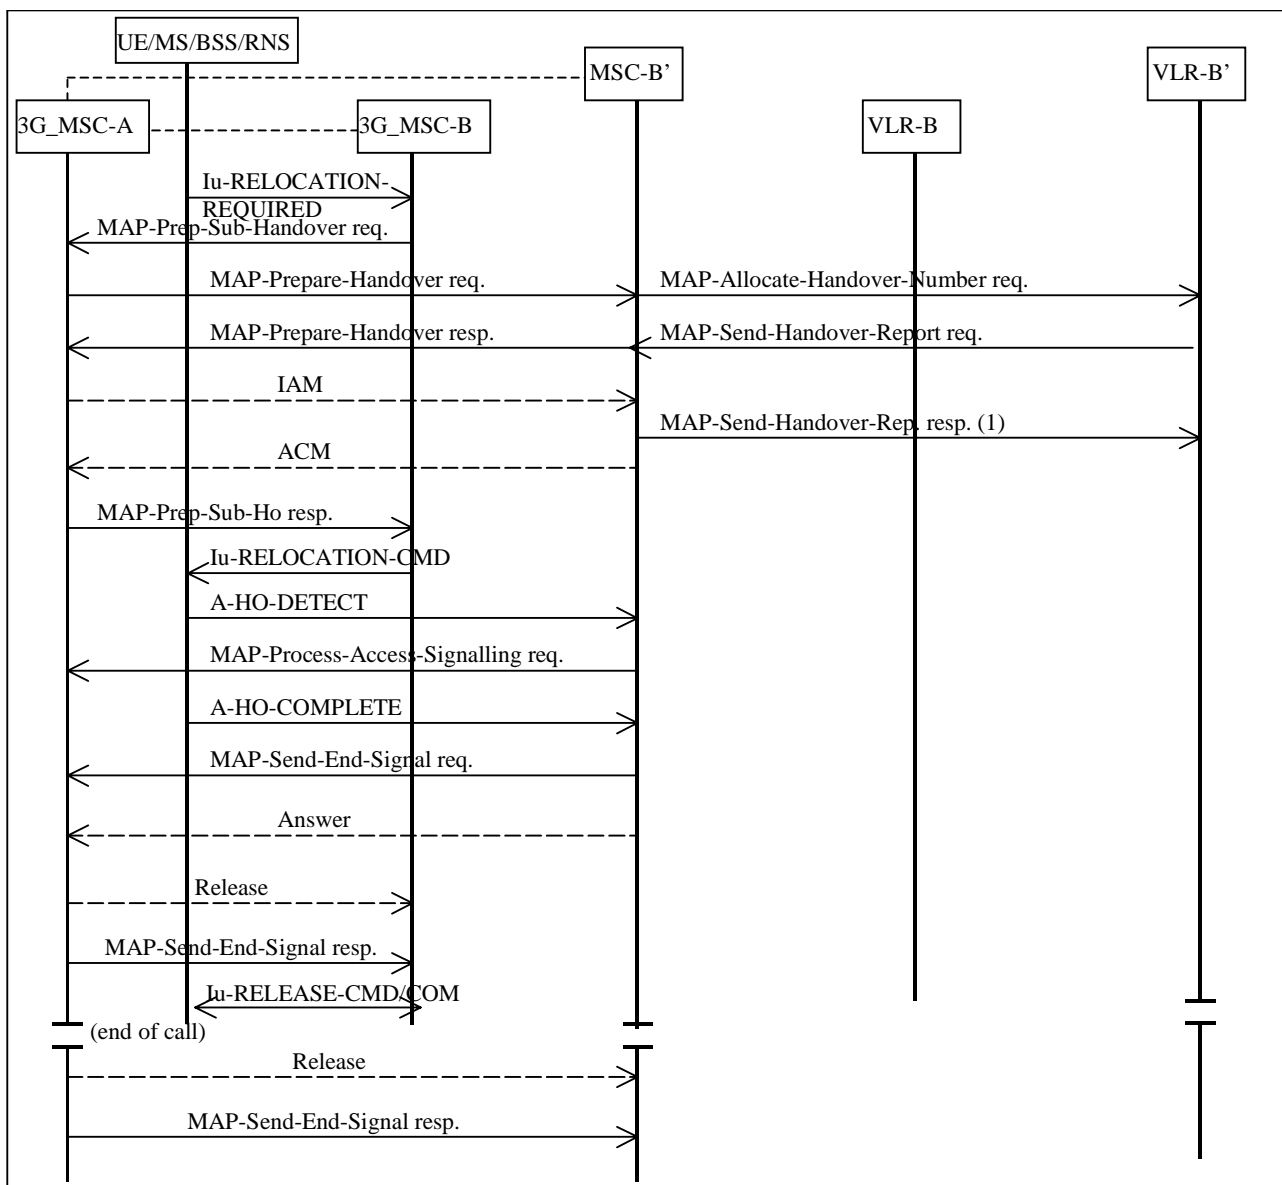 UE/MS/BSS/RNS
MSC-B’
VLR-B’
3G_MSC-A
3G_MSC-B
VLR-B
Iu-RELOCATION-
REQUIRED
MAP-Prep-Sub-Handover req.
MAP-Prepare-Handover req.
MAP-Allocate-Handover-Number req.
MAP-Prepare-Handover resp.
MAP-Send-Handover-Report req.
IAM
MAP-Send-Handover-Rep. resp. (1)
ACM
MAP-Prep-Sub-Ho resp.
Iu-RELOCATION-CMD
A-HO-DETECT
MAP-Process-Access-Signalling req.
A-HO-COMPLETE
MAP-Send-End-Signal req.
Answer
Release
MAP-Send-End-Signal resp.
Iu-RELEASE-CMD/COM
(end of call)
Release
MAP-Send-End-Signal resp.